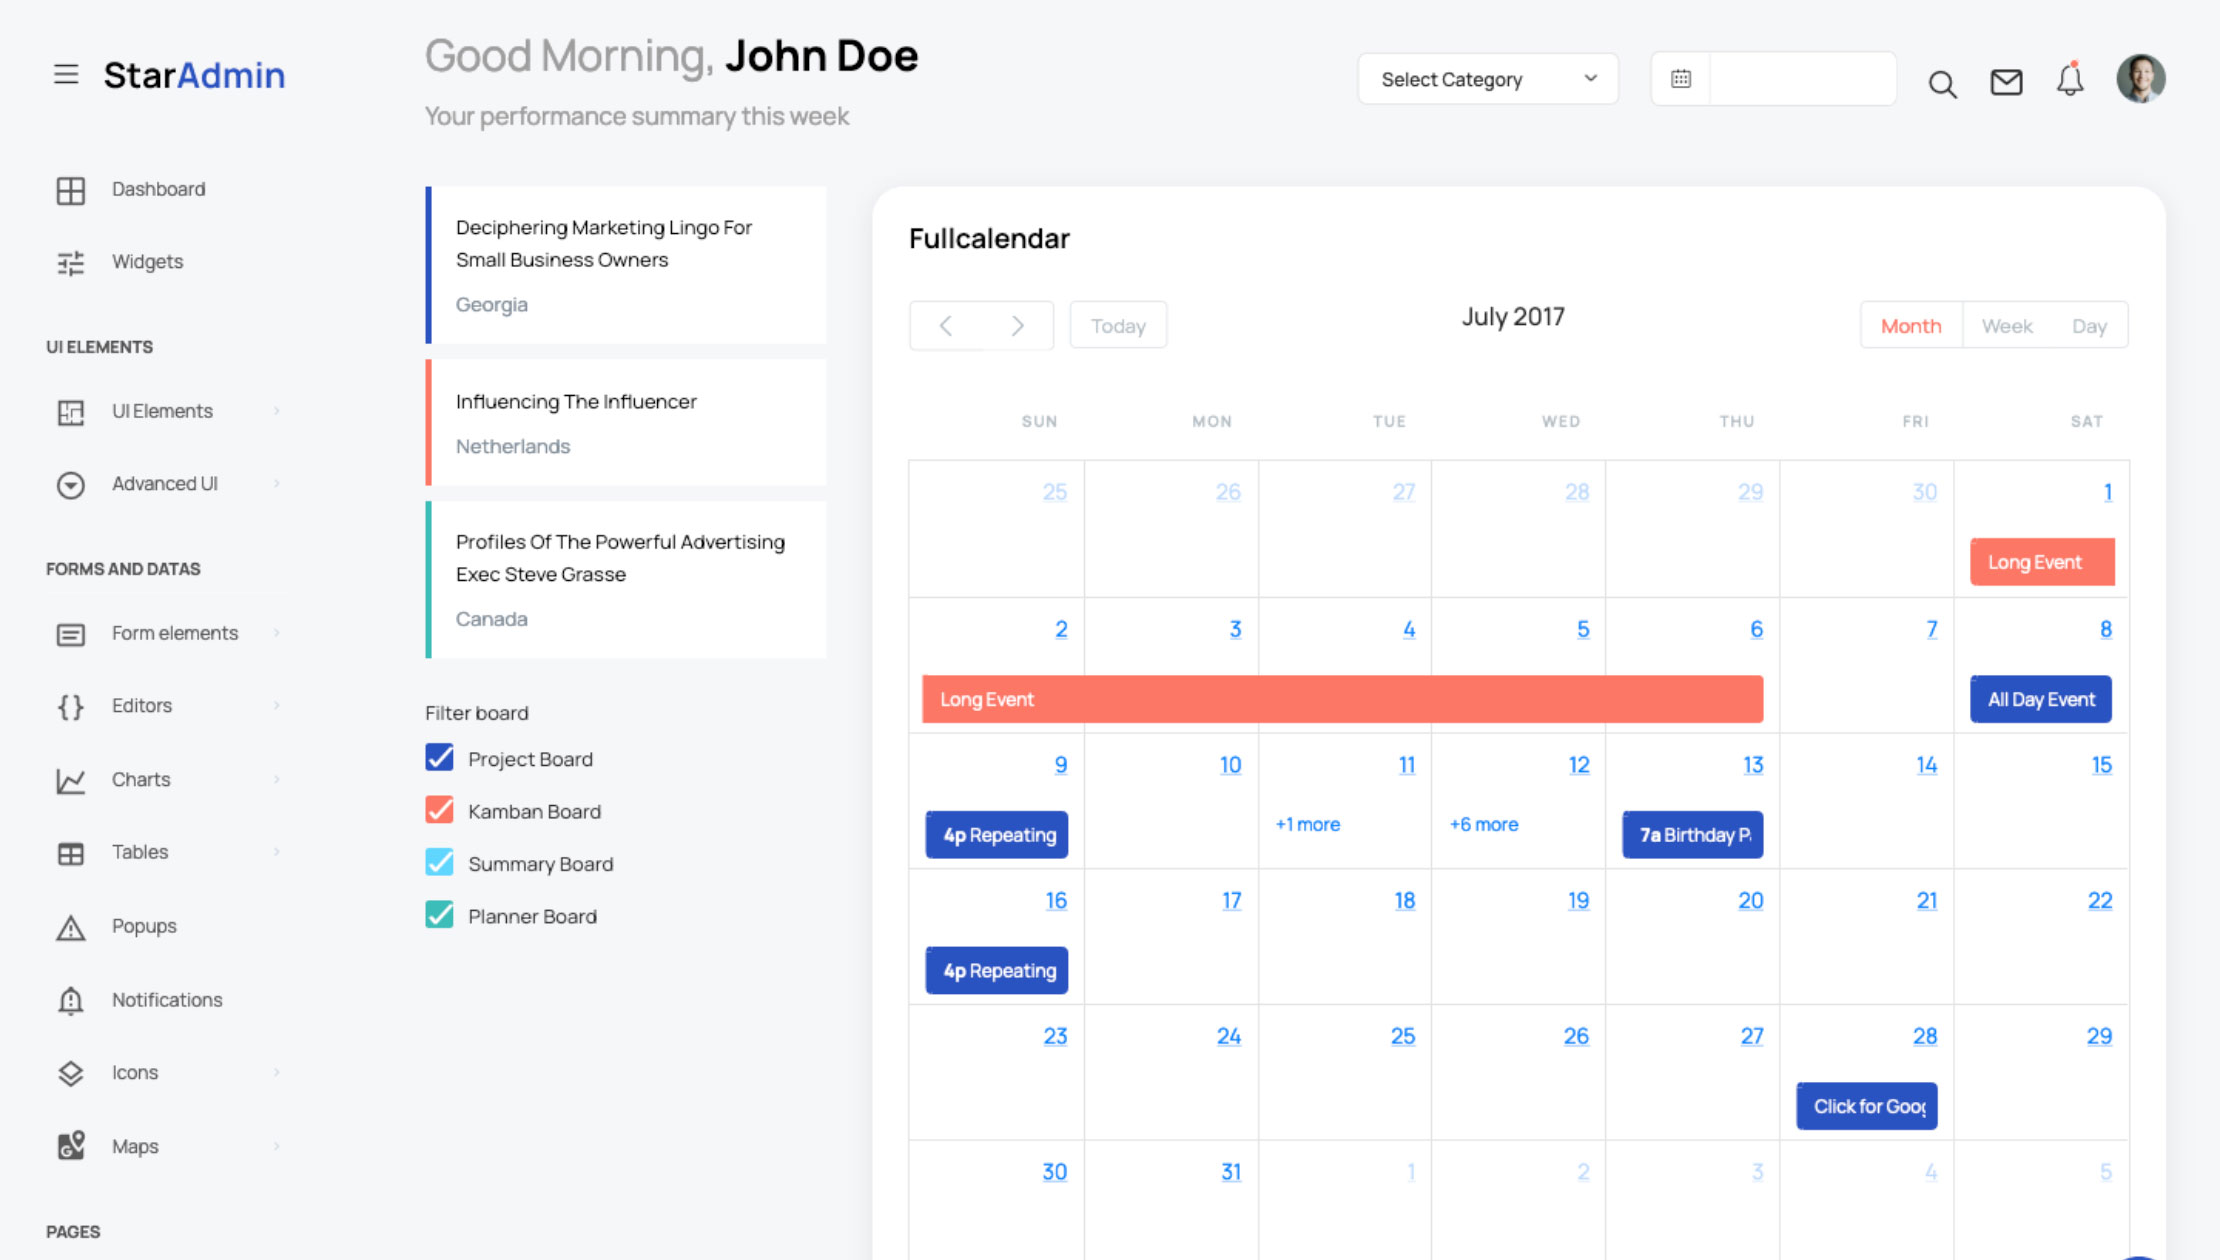 StarAdmin
Good Morning, John Doe
Your performance summary this week
Select Category
Dashboard
Widgets
UI ELEMENTS
UI Elements
Advanced UI
FORMS AND DATAS
Form elements
Editors
Charts
Tables
Popups
Notifications
Icons
Maps
PAGES
Deciphering Marketing Lingo For
Small Business Owners
Georgia
Influencing The Influencer
Netherlands
Profiles Of The Powerful Advertising
Exec Steve Grasse
Canada
Filter board
Project Board
Kamban Board
Summary Board
Planner Board
Fullcalendar
Today
July 2017
Month Week Day
SUN MON TUE WED THU FRI SAT
25 26 27 28 29 30 1
Long Event
2 3 4 5 6 7 8
Long Event All Day Event
9 10 11 12 13 14 15
4p Repeating +1 more +6 more 7a Birthday P
16 17 18 19 20 21 22
4p Repeating
23 24 25 26 27 28 29
Click for Goog
30 31 1 2 3 4 5